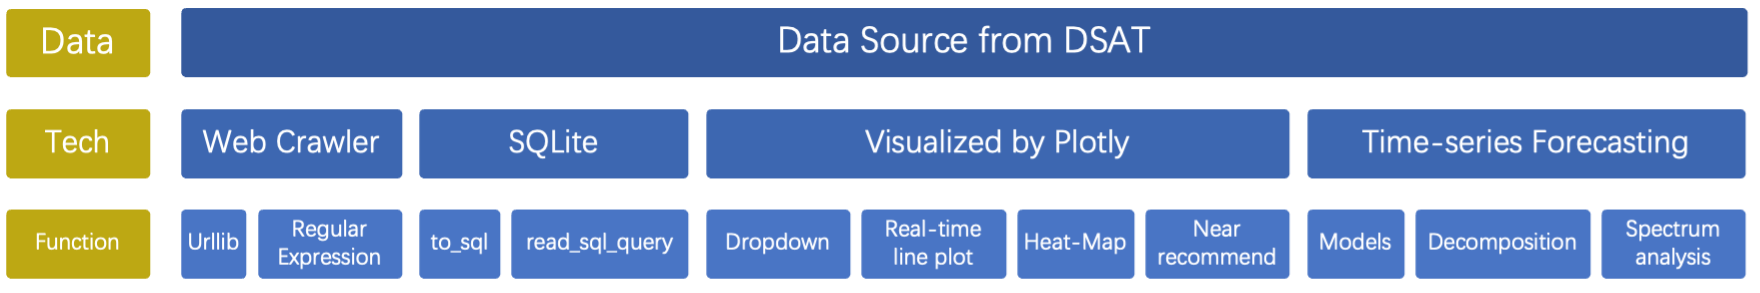 Data
Data Source from DSAT
Tech
Web Crawler
SQLite
Visualized by Plotly
Time-series Forecasting
Function
Urllib
Regular
Expression
to_sql
read_sql_query
Dropdown
Real-time
line plot
Heat-Map
Near
recommend
Models
Decomposition
Spectrum
analysis